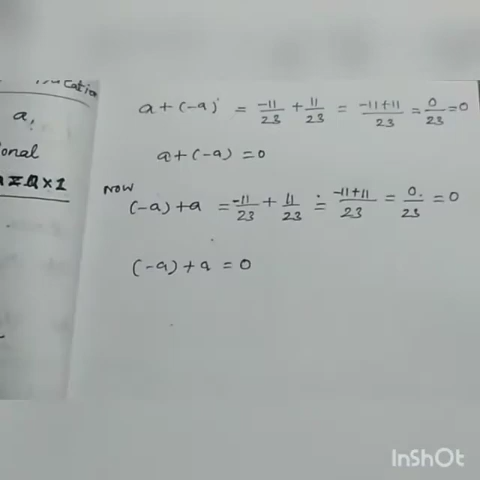 a,
onal
a + (-a) = -11/23 + 11/23 = -11+11/23 = 0/23 = 0
a + (-a) = 0
now
(-a) + a = -11/23 + 11/23 = -11+11/23 = 0/23 = 0
(-a) + a = 0
InShOt